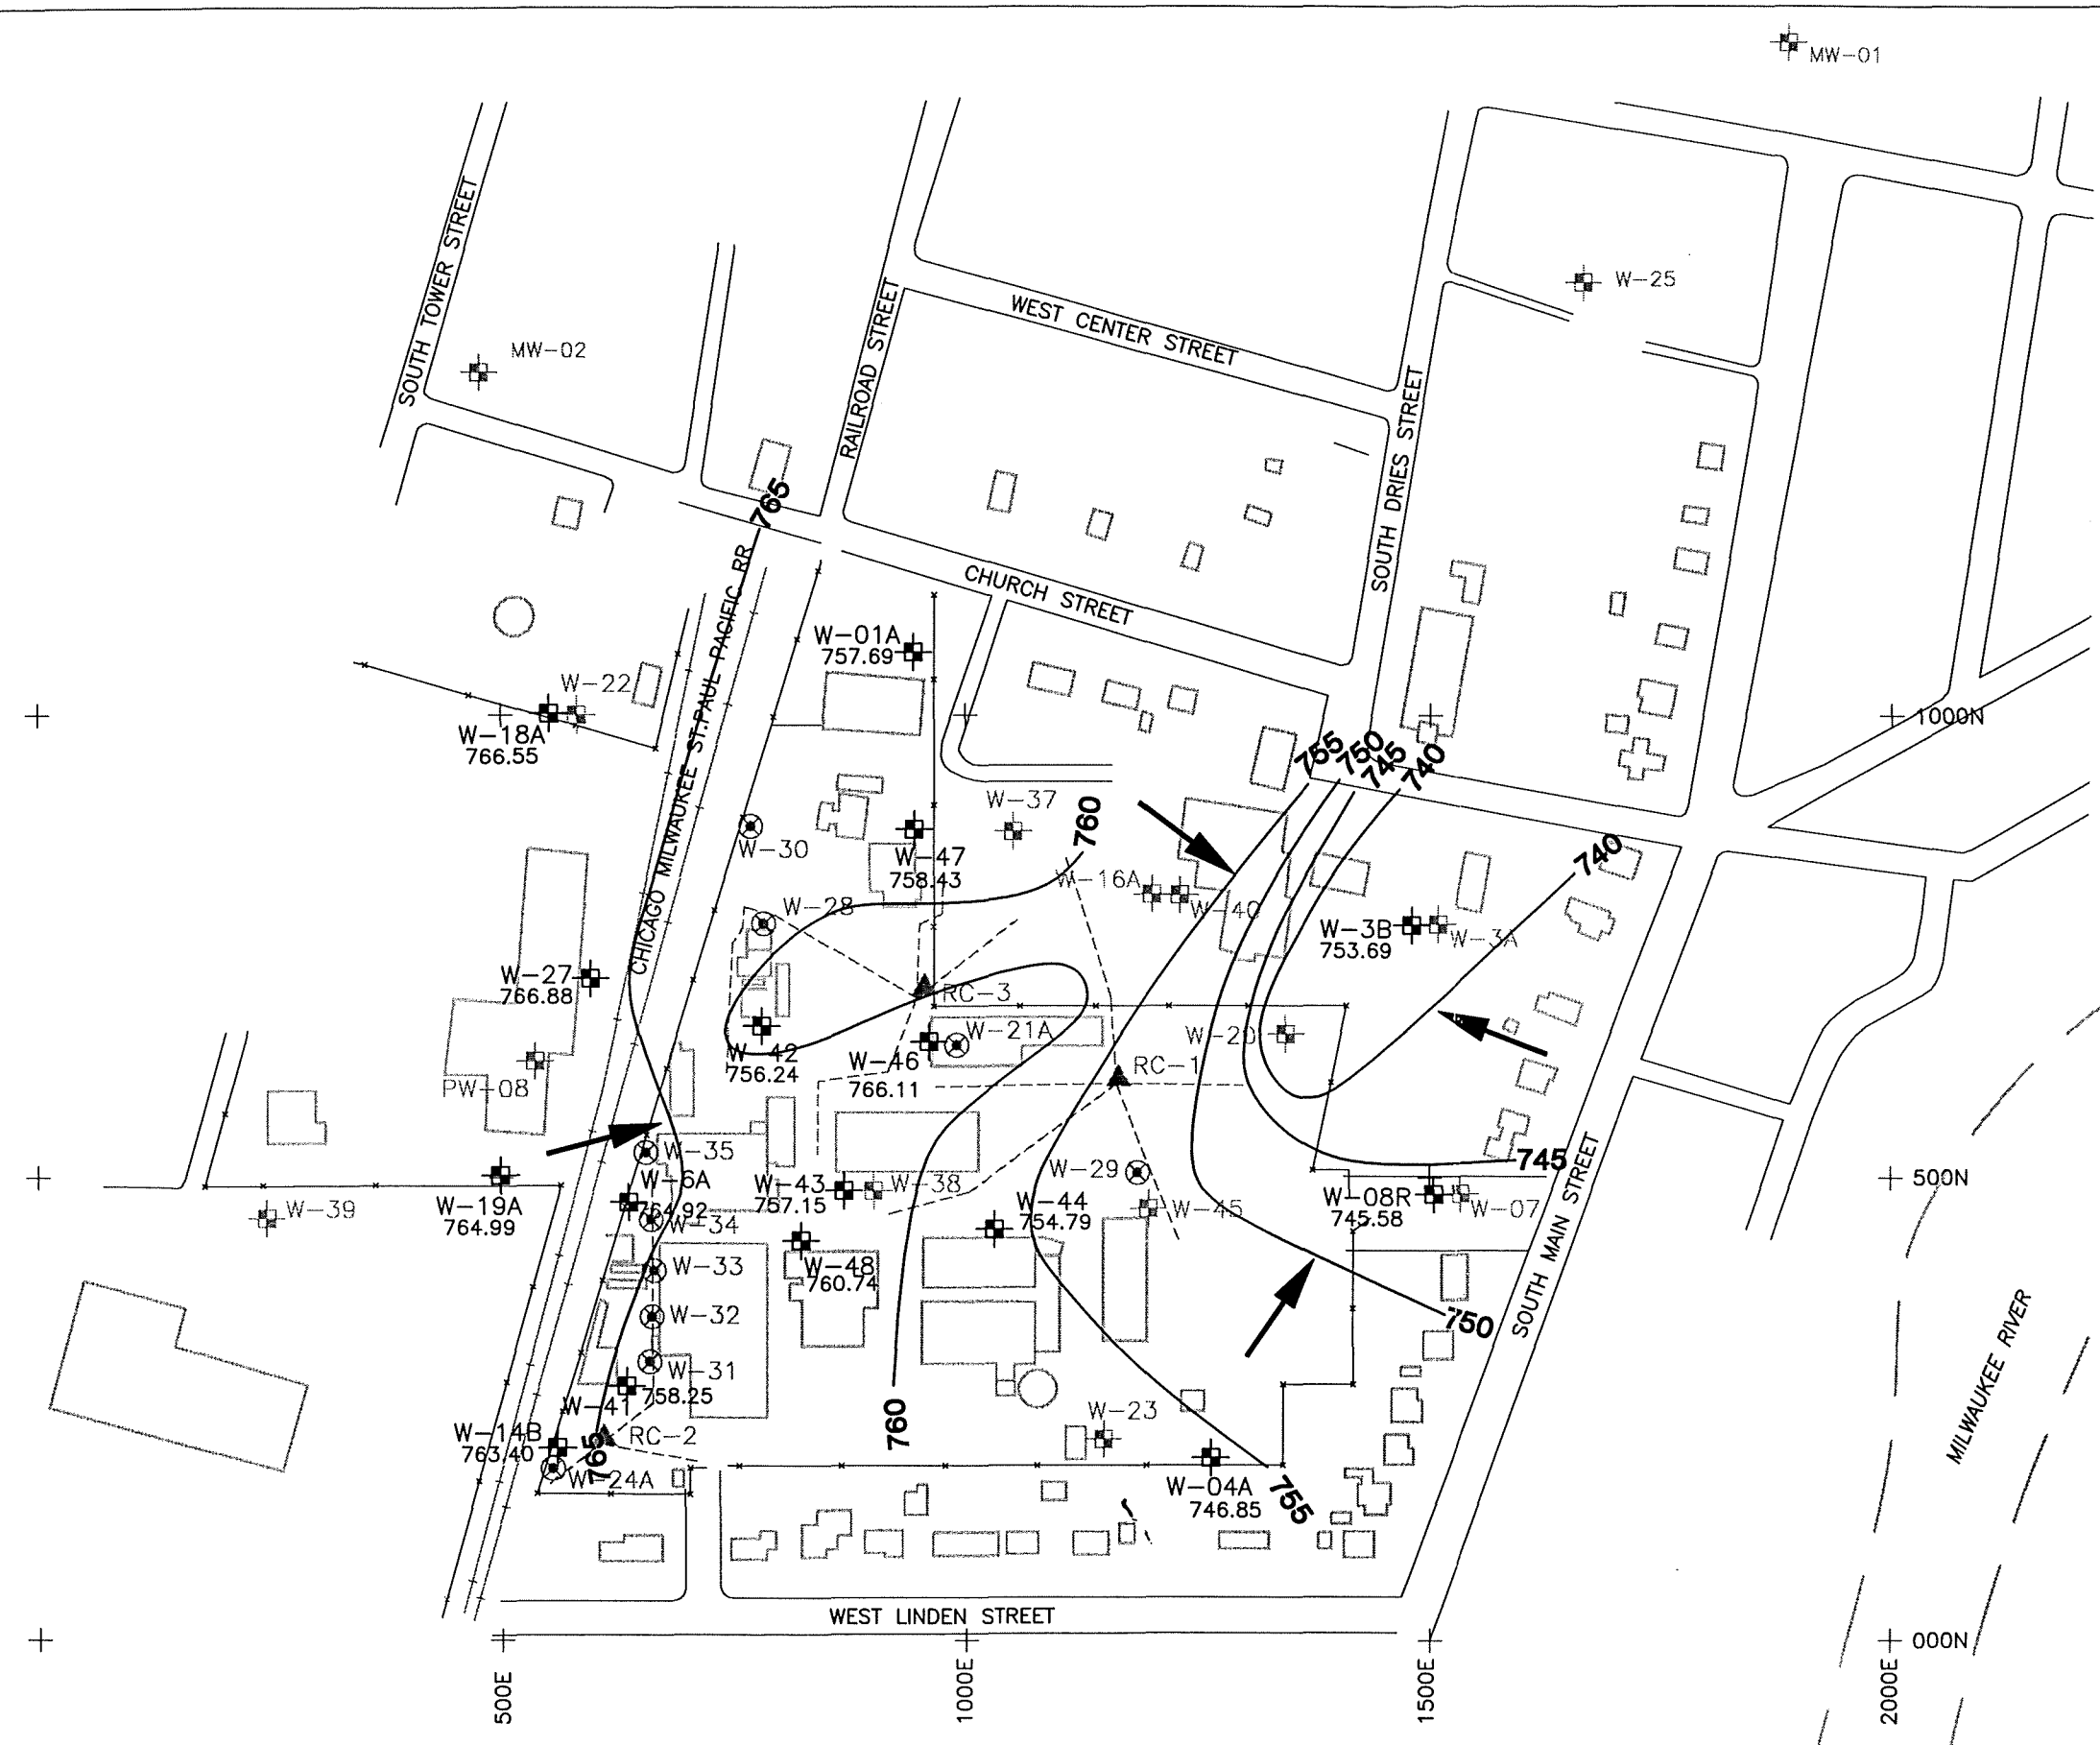 MW-01
SOUTH TOWER STREET
MW-02
RAILROAD STREET
WEST CENTER STREET
W-25
SOUTH DRIES STREET
765
CHICAGO MILWAUKEE ST.PAUL PACIFIC RR
CHURCH STREET
W-01A
757.69
W-22
W-18A
766.55
1000N
755
750
745
740
W-30
W-47
758.43
W-37
760
740
W-28
W-16A
W-40
W-3B
753.69
W-3A
W-27
766.88
RC-3
W-42
756.24
W-46
766.11
W-21A
W-20
RC-1
PW-08
W-35
W-6A
764.92
W-34
W-19A
764.99
W-39
W-43
757.15
W-38
W-29
W-44
754.79
W-45
745
W-08R
745.58
W-07
500N
W-33
W-48
760.74
W-32
750
SOUTH MAIN STREET
MILWAUKEE RIVER
W-31
758.25
W-41
W-14B
763.40
RC-2
765
W-24A
760
W-23
W-04A
746.85
755
WEST LINDEN STREET
000N
500E
1000E
1500E
2000E